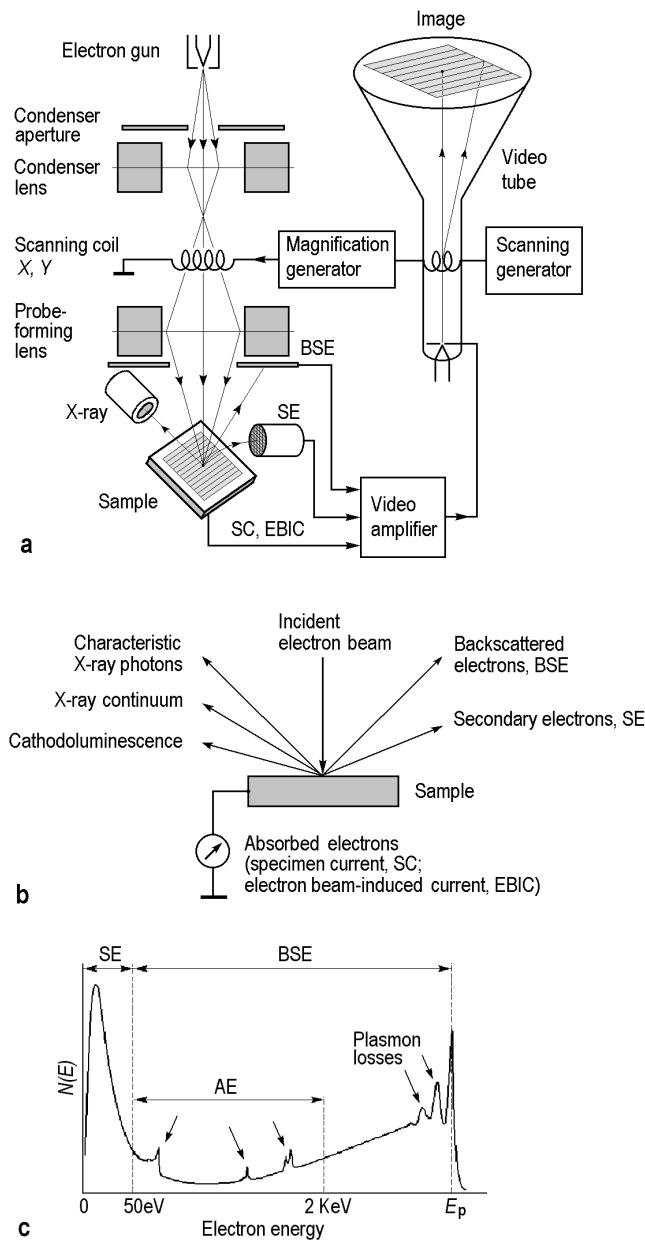 Image
Electron gun
Condenser
aperture
Condenser
lens
Video
tube
Scanning coil
X, Y
Magnification
generator
Scanning
generator
Probe-
forming
lens
BSE
X-ray
SE
Sample
Video
amplifier
SC, EBIC
a
Incident
electron beam
Characteristic
X-ray photons
Backscattered
electrons, BSE
X-ray continuum
Secondary electrons, SE
Cathodoluminescence
Sample
Absorbed electrons
(specimen current, SC;
electron beam-induced current, EBIC)
b
SE
BSE
Plasmon
losses
N(E)
AE
0
50eV
2 KeV
Ep
Electron energy
c